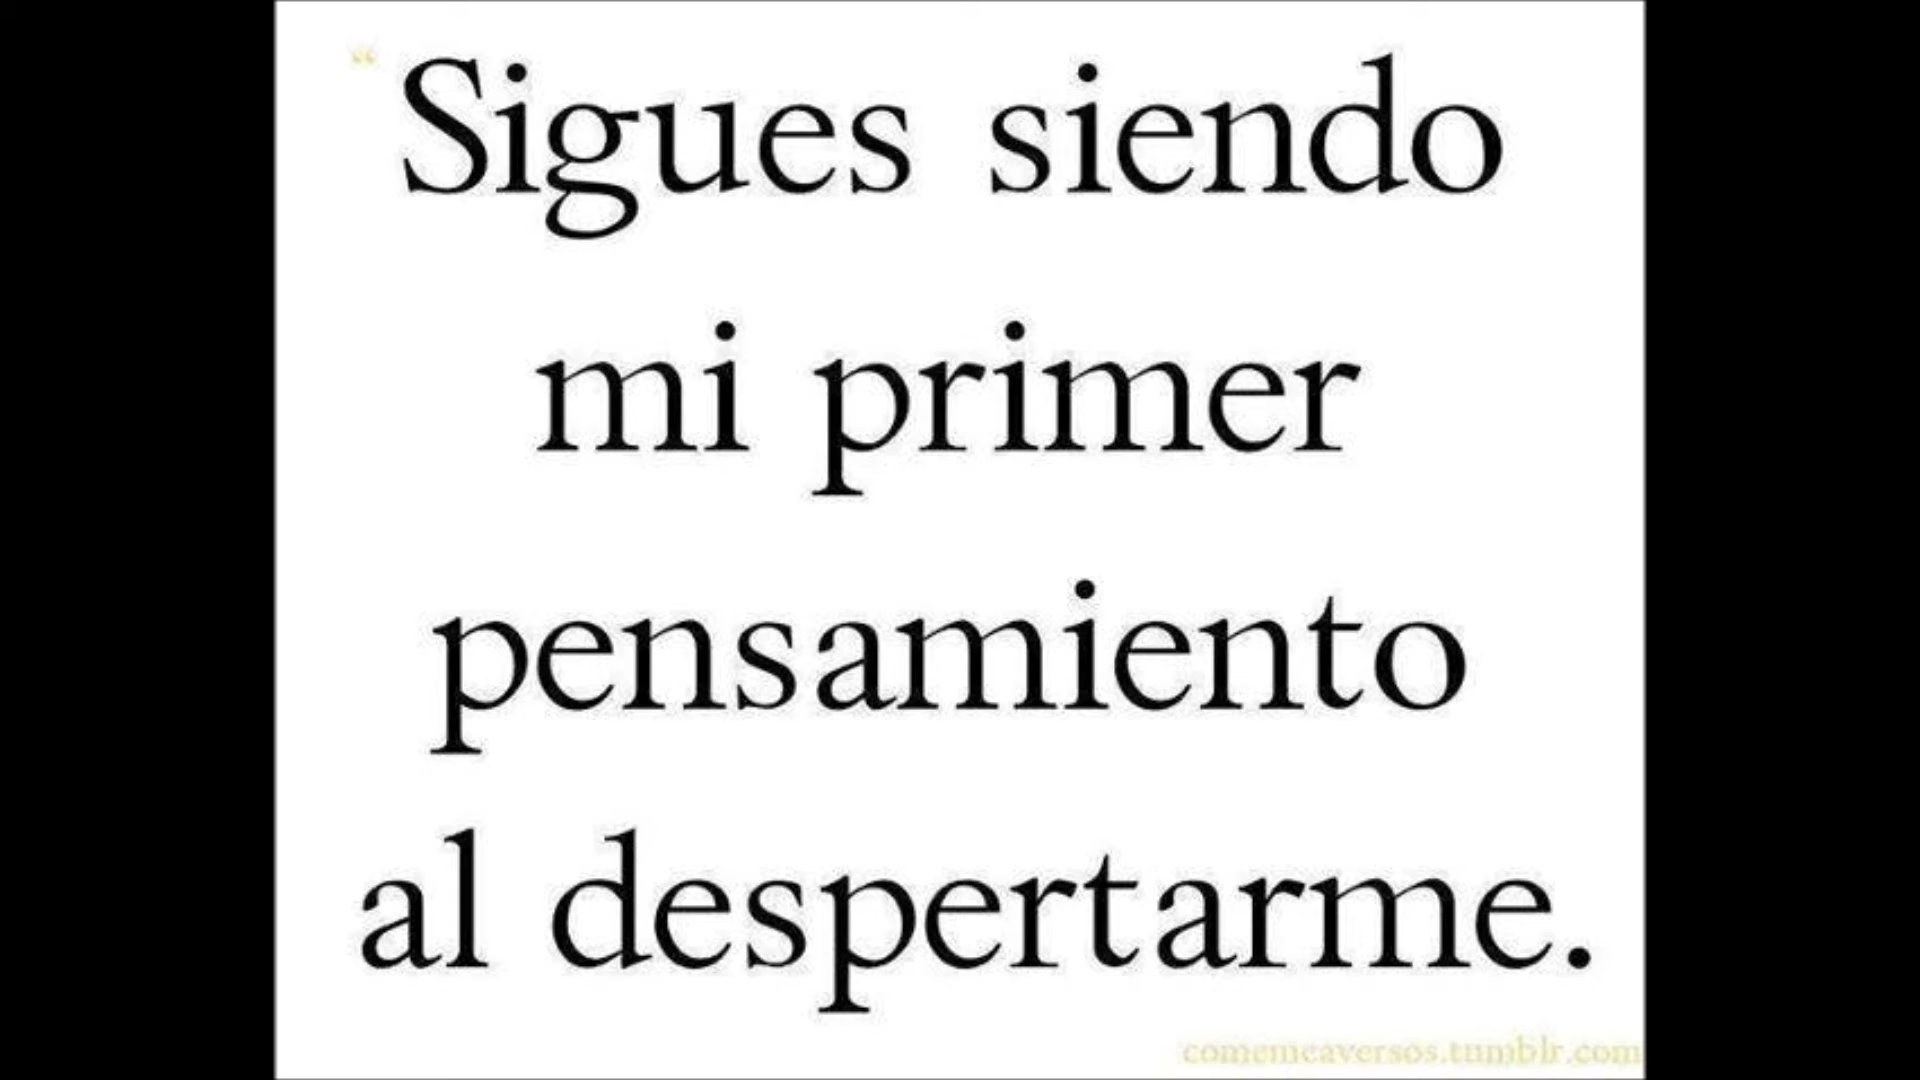 “ Sigues siendo
mi primer
pensamiento
al despertarme.
comemeaversos.tumblr.com